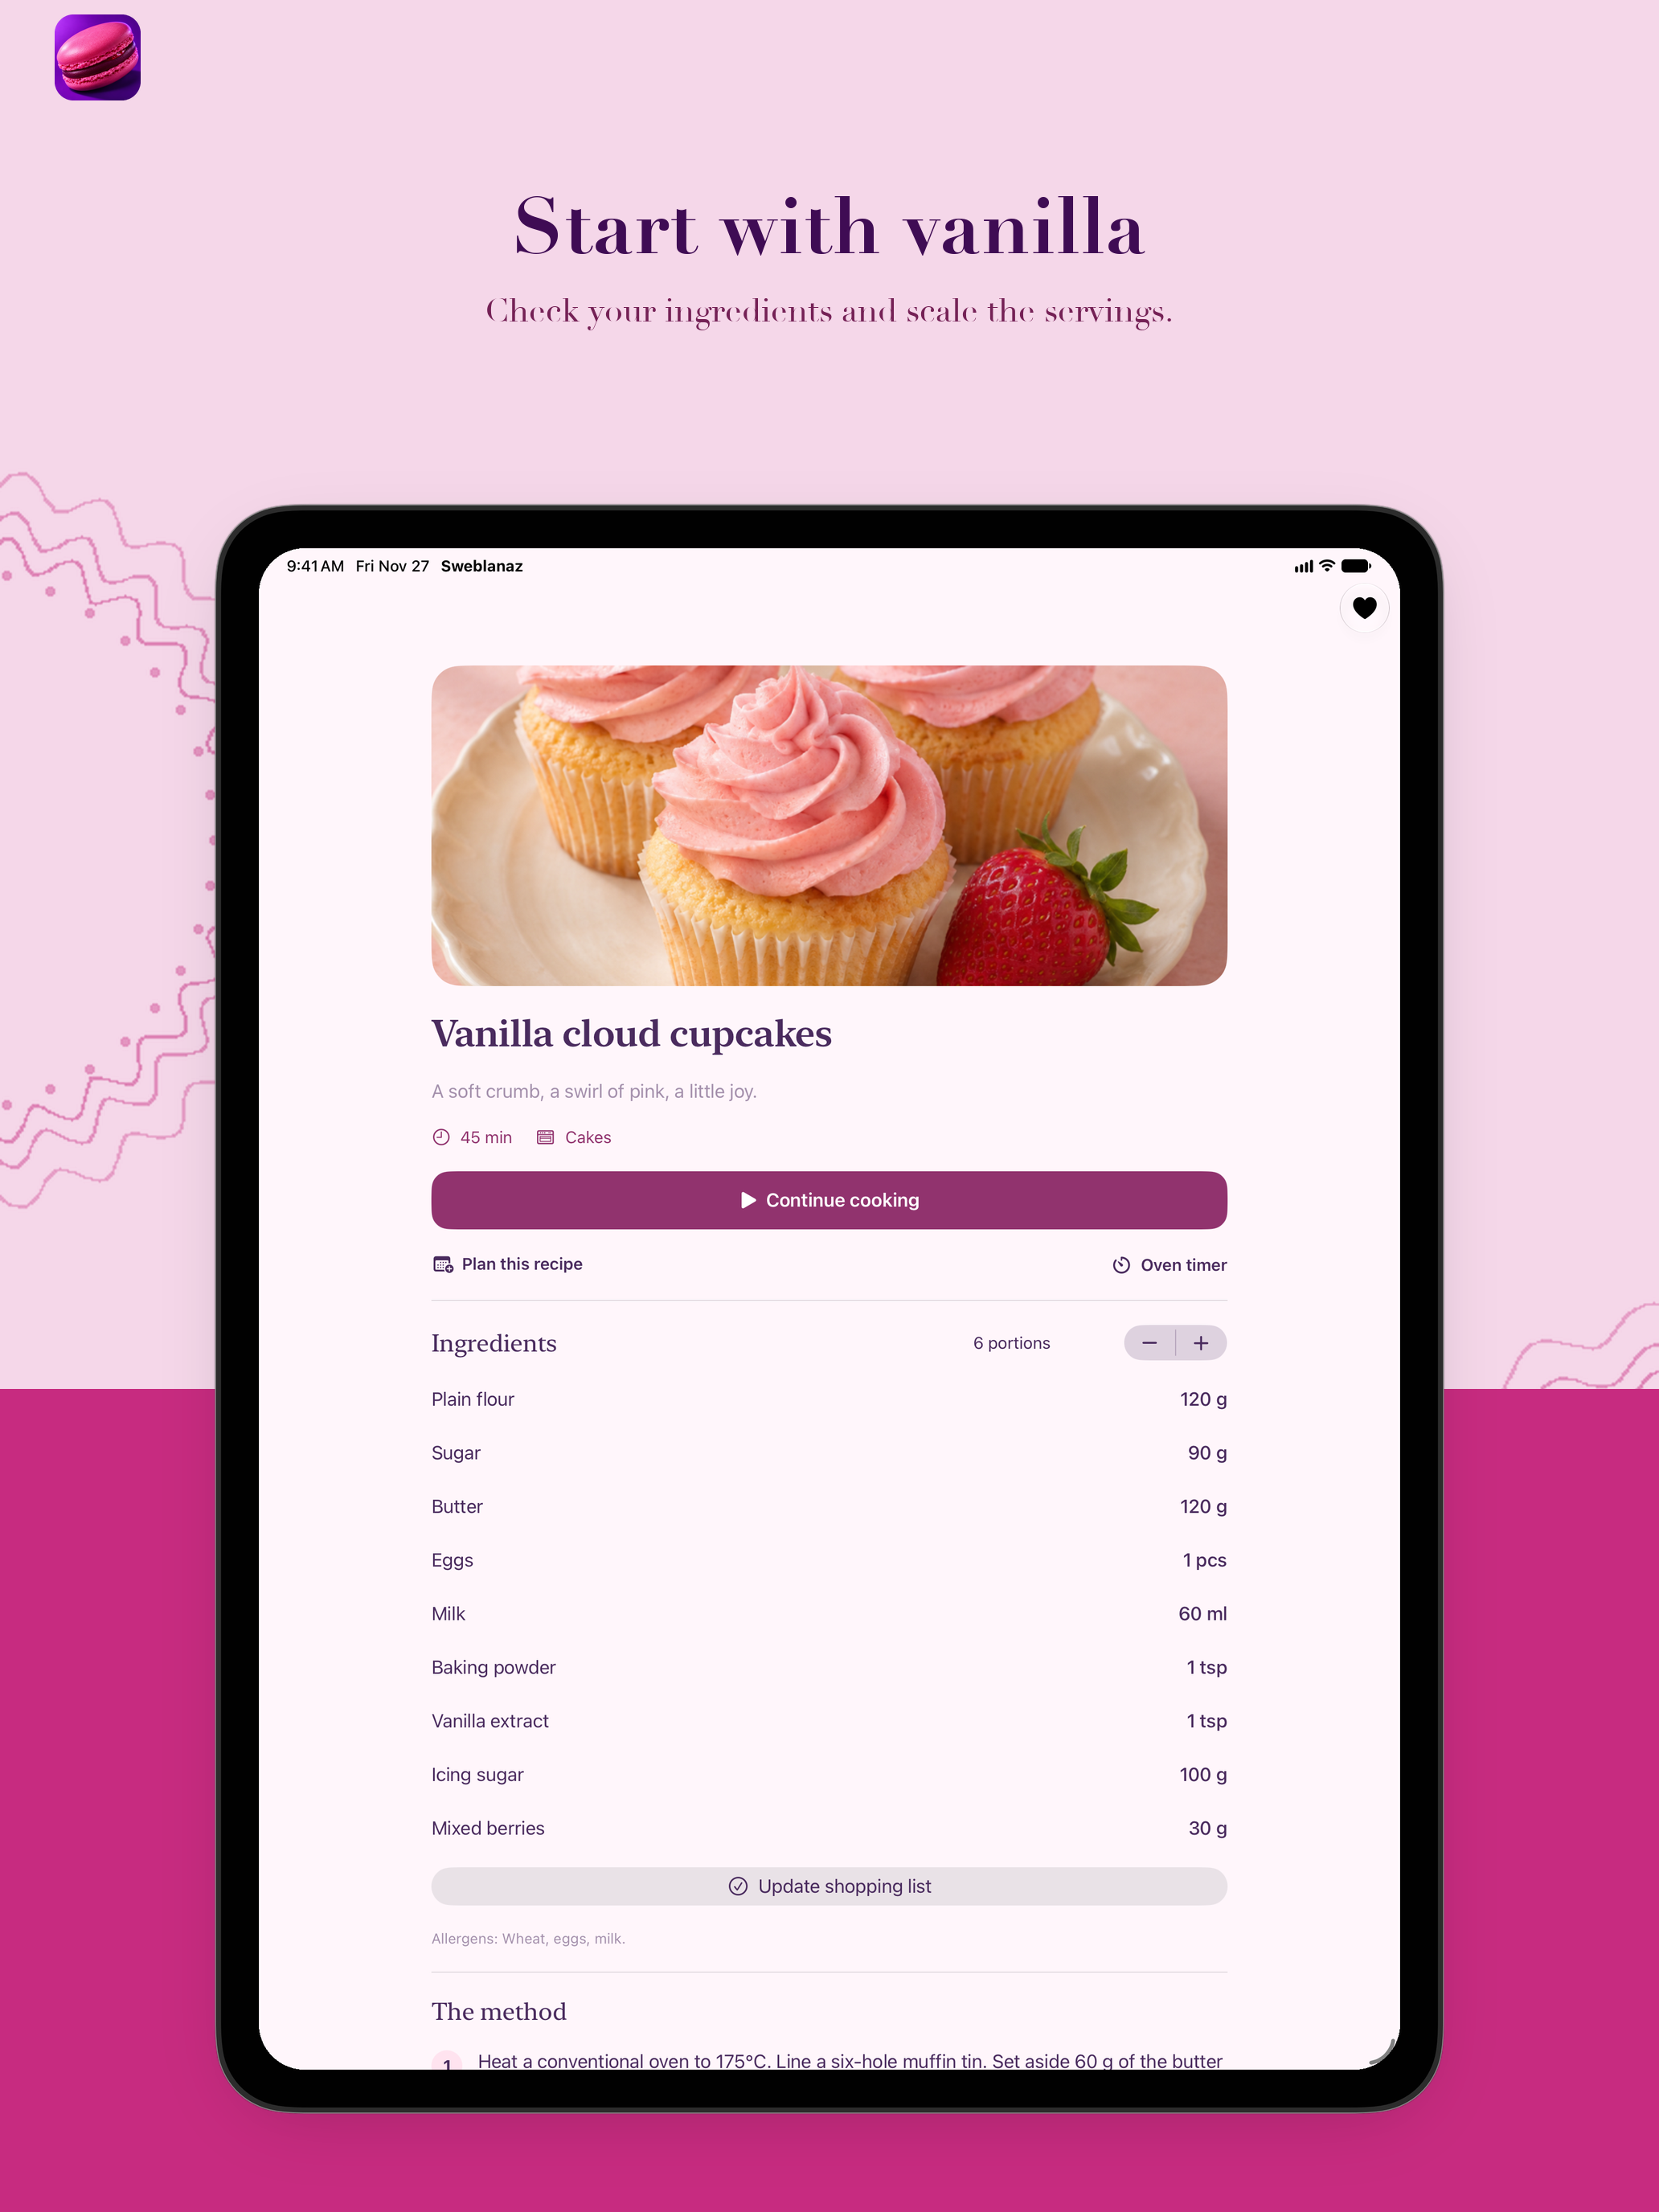 Start with vanilla
Check your ingredients and scale the servings.
9:41 AM Fri Nov 27 Sweblanaz
Vanilla cloud cupcakes
A soft crumb, a swirl of pink, a little joy.
45 min Cakes
Continue cooking
Plan this recipe Oven timer
Ingredients 6 portions − +
Plain flour 120 g
Sugar 90 g
Butter 120 g
Eggs 1 pcs
Milk 60 ml
Baking powder 1 tsp
Vanilla extract 1 tsp
Icing sugar 100 g
Mixed berries 30 g
Update shopping list
Allergens: Wheat, eggs, milk.
The method
1 Heat a conventional oven to 175°C. Line a six-hole muffin tin. Set aside 60 g of the butter